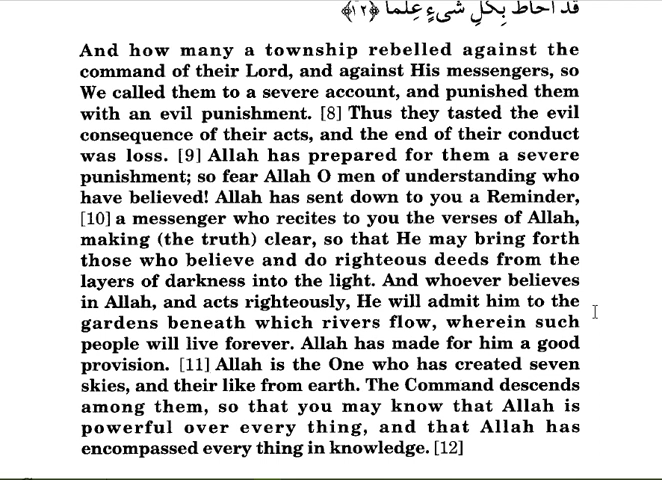 قد احاط بِكُلِّ شَىْءٍ عِلْمًا ﴿۱۲﴾
And how many a township rebelled against the
command of their Lord, and against His messengers, so
We called them to a severe account, and punished them
with an evil punishment. [8] Thus they tasted the evil
consequence of their acts, and the end of their conduct
was loss. [9] Allah has prepared for them a severe
punishment; so fear Allah O men of understanding who
have believed! Allah has sent down to you a Reminder,
[10] a messenger who recites to you the verses of Allah,
making (the truth) clear, so that He may bring forth
those who believe and do righteous deeds from the
layers of darkness into the light. And whoever believes
in Allah, and acts righteously, He will admit him to the
gardens beneath which rivers flow, wherein such
people will live forever. Allah has made for him a good
provision. [11] Allah is the One who has created seven
skies, and their like from earth. The Command descends
among them, so that you may know that Allah is
powerful over every thing, and that Allah has
encompassed every thing in knowledge. [12]